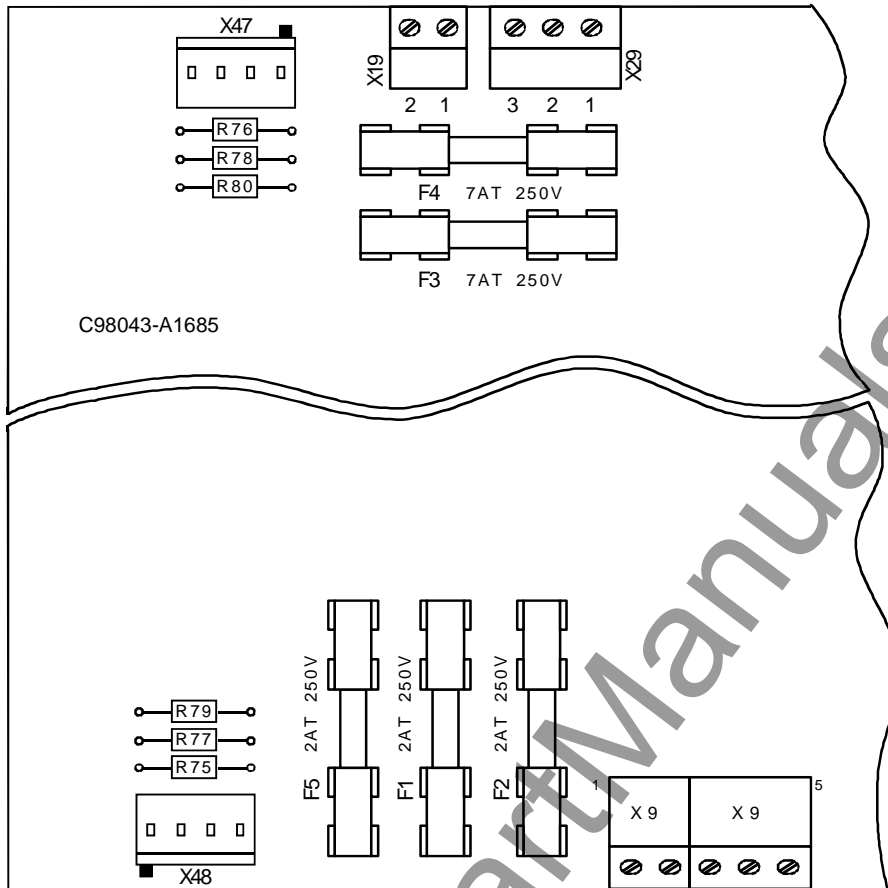 X47
X19
X29
2 1
3 2 1
R76
R78
R80
F4 7AT 250V
F3 7AT 250V
C98043-A1685
F5 2AT 250V
F1 2AT 250V
F2 2AT 250V
R79
R77
R75
1 X 9 X 9 5
X48